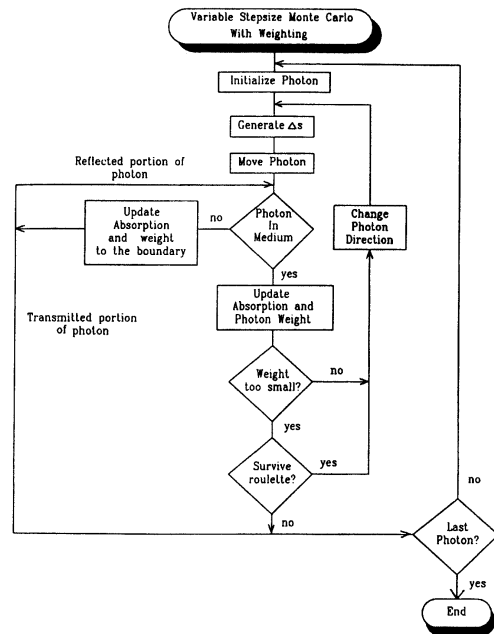 Variable Stepsize Monte Carlo
With Weighting
Initialize Photon
Generate Δs
Move Photon
Reflected portion of
photon
Photon
In
Medium
no
Update
Absorption
and weight
to the boundary
Change
Photon
Direction
yes
Update
Absorption and
Photon Weight
Transmitted portion
of photon
Weight
too small?
no
yes
Survive
roulette?
yes
no
no
Last
Photon?
yes
End